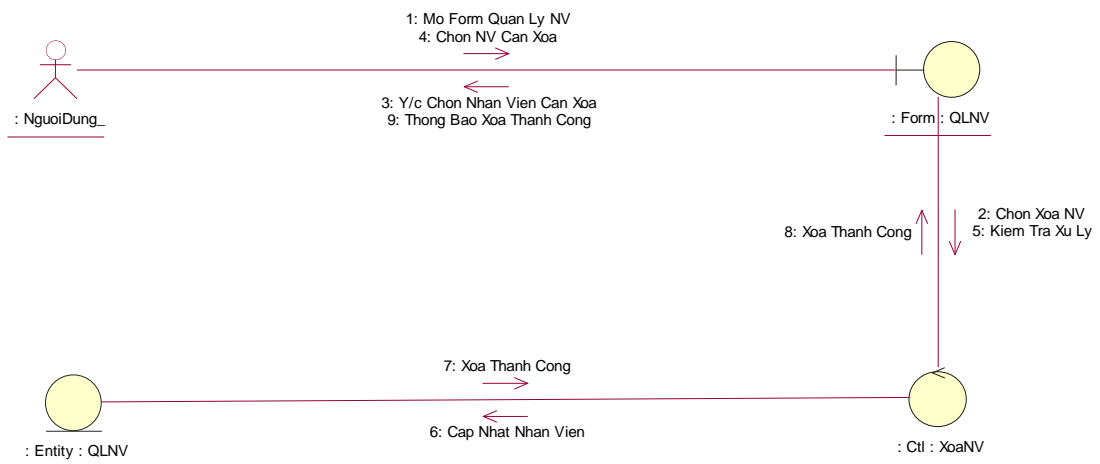 1: Mo Form Quan Ly NV
4: Chon NV Can Xoa
3: Y/c Chon Nhan Vien Can Xoa
9: Thong Bao Xoa Thanh Cong
: NguoiDung_
: Form : QLNV
2: Chon Xoa NV
5: Kiem Tra Xu Ly
8: Xoa Thanh Cong
7: Xoa Thanh Cong
6: Cap Nhat Nhan Vien
: Entity : QLNV
: Ctl : XoaNV